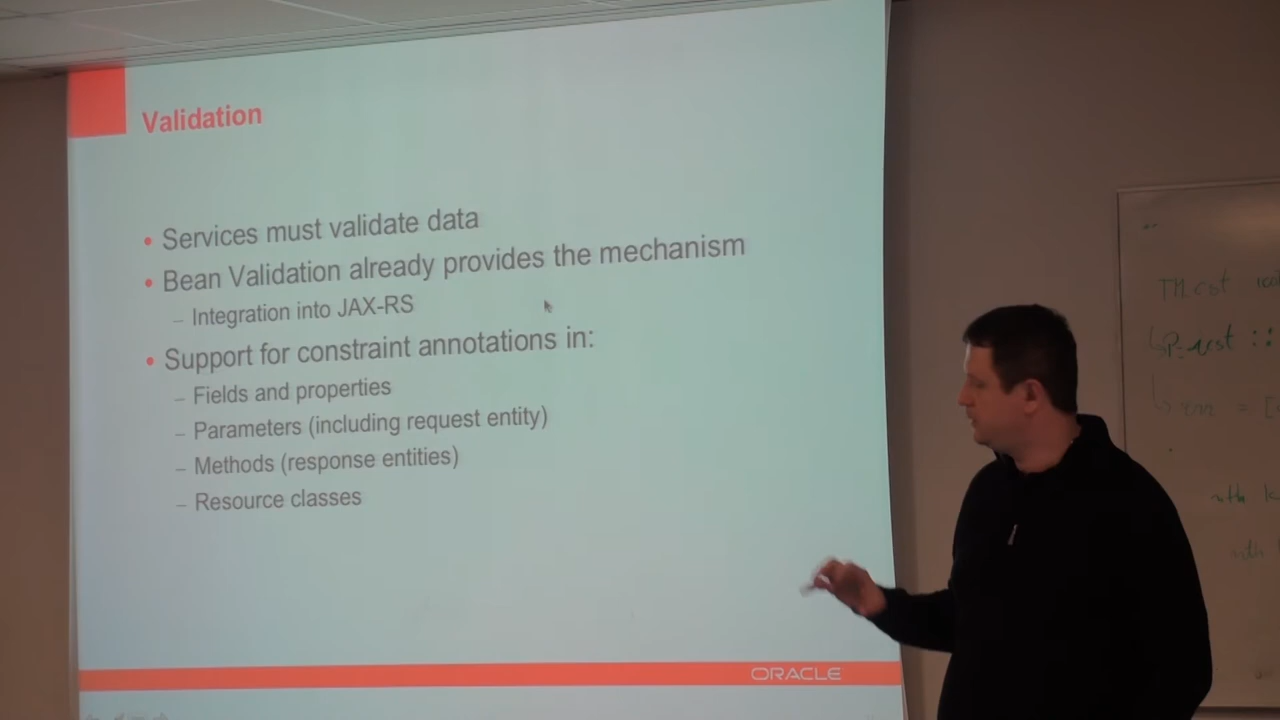 Validation
• Services must validate data
• Bean Validation already provides the mechanism
– Integration into JAX-RS
• Support for constraint annotations in:
– Fields and properties
– Parameters (including request entity)
– Methods (response entities)
– Resource classes
ORACLE